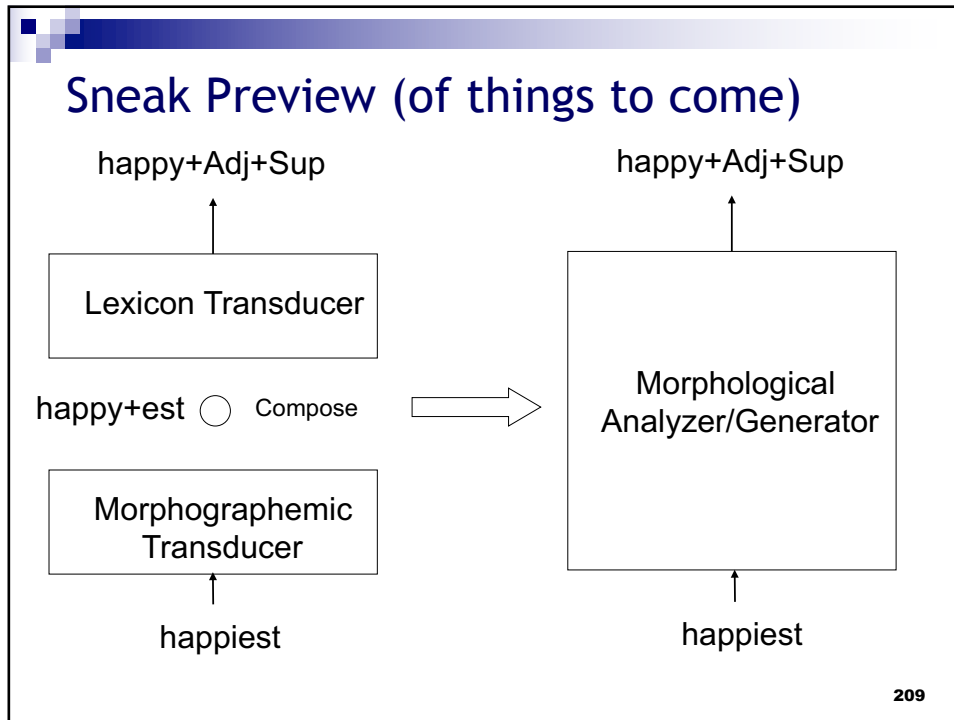 Sneak Preview (of things to come)
happy+Adj+Sup
Lexicon Transducer
happy+est
Compose
Morphographemic
Transducer
happiest
happy+Adj+Sup
Morphological
Analyzer/Generator
happiest
209